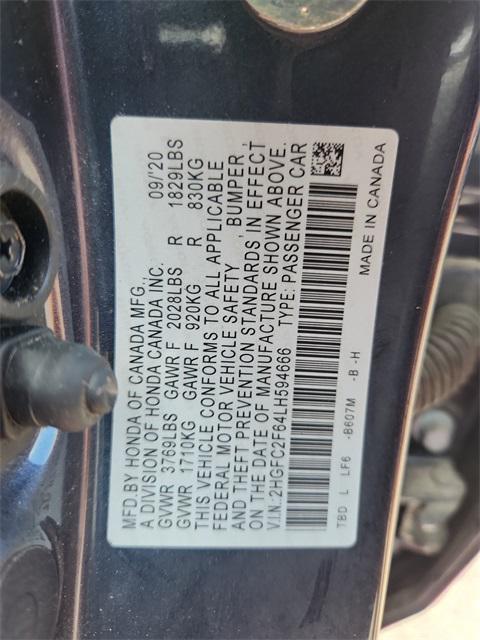 MFD.BY HONDA OF CANADA MFG.,
A DIVISION OF HONDA CANADA INC. 09/20
GVWR 3769LBS GAWR F 2028LBS R 1829LBS
GVWR 1710KG GAWR F 920KG R 830KG
THIS VEHICLE CONFORMS TO ALL APPLICABLE
FEDERAL MOTOR VEHICLE SAFETY , BUMPER ,
AND THEFT PREVENTION STANDARDS IN EFFECT
ON THE DATE OF MANUFACTURE SHOWN ABOVE.
V.I.N.:2HGFC2F64LH594666 TYPE: PASSENGER CAR
TBD L LF6 -B607M -B -H MADE IN CANADA